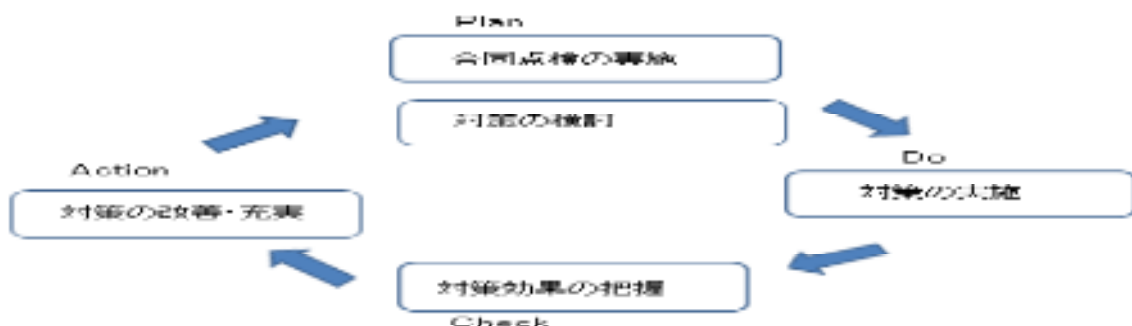 Plan
合同点検の実施
対策の検討
Do
対策の実施
Action
対策の改善・充実
対策効果の把握
Check